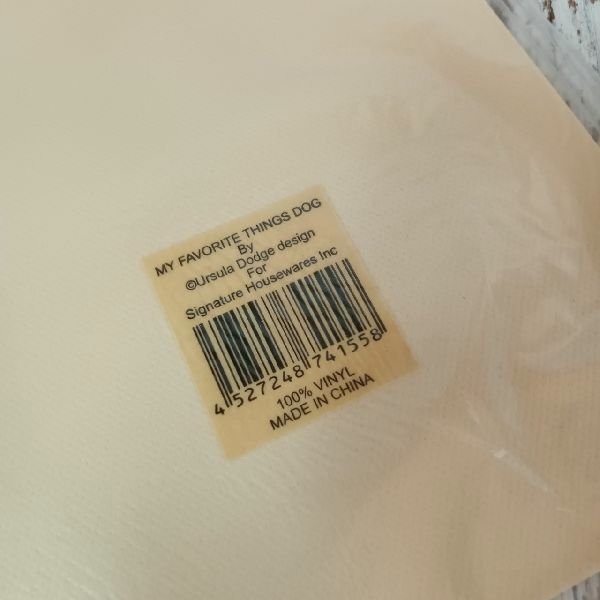 MY FAVORITE THINGS DOG
By
©Ursula Dodge design
For
Signature Housewares Inc
4 527248 741558
100% VINYL
MADE IN CHINA